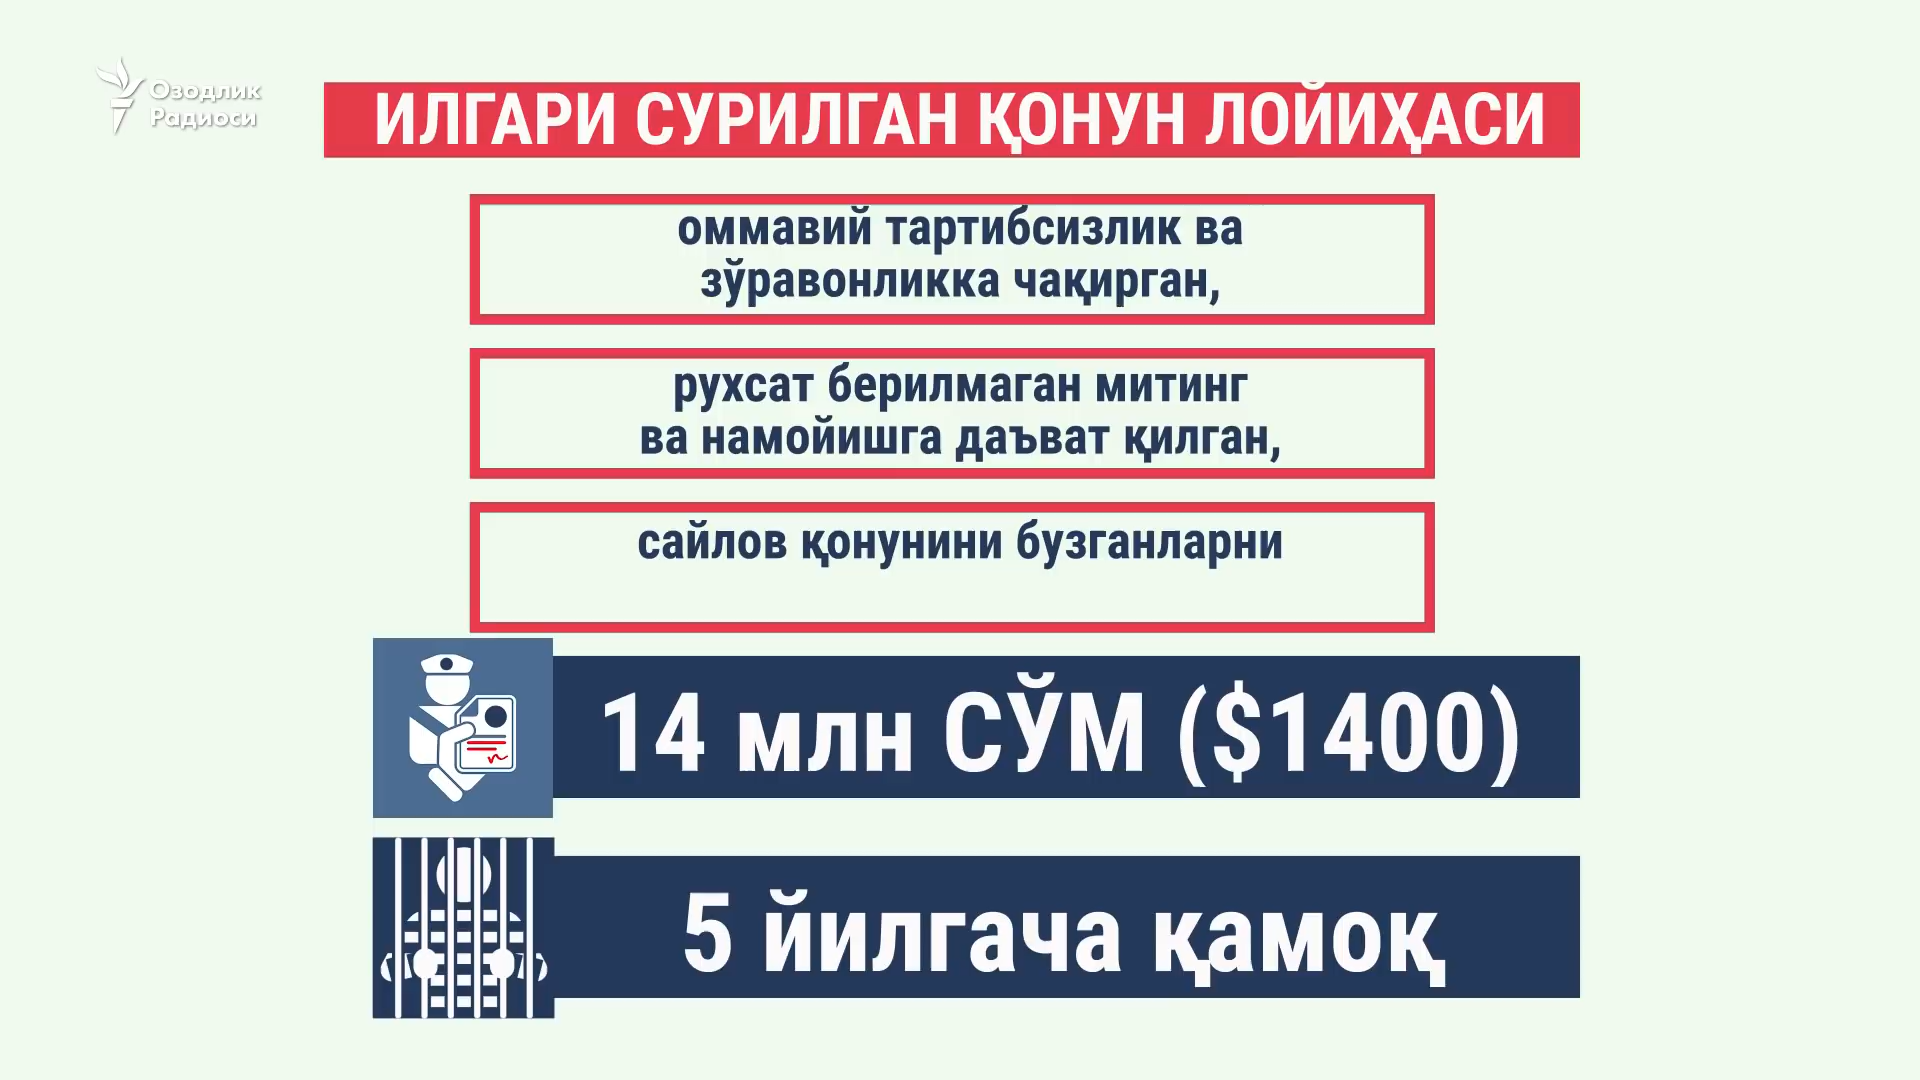 Озодлик
Радиоси
ИЛГАРИ СУРИЛГАН ҚОНУН ЛОЙИҲАСИ
оммавий тартибсизлик ва
зўравонликка чақирган,
рухсат берилмаган митинг
ва намойишга даъват қилган,
сайлов қонунини бузганларни
14 млн СЎМ ($1400)
5 йилгача қамоқ